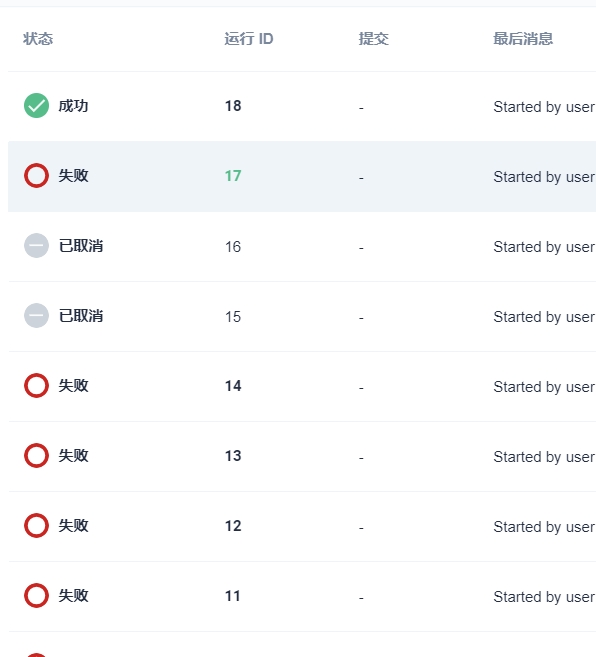 状态 运行 ID 提交 最后消息
成功 18 - Started by user
失败 17 - Started by user
已取消 16 - Started by user
已取消 15 - Started by user
失败 14 - Started by user
失败 13 - Started by user
失败 12 - Started by user
失败 11 - Started by user